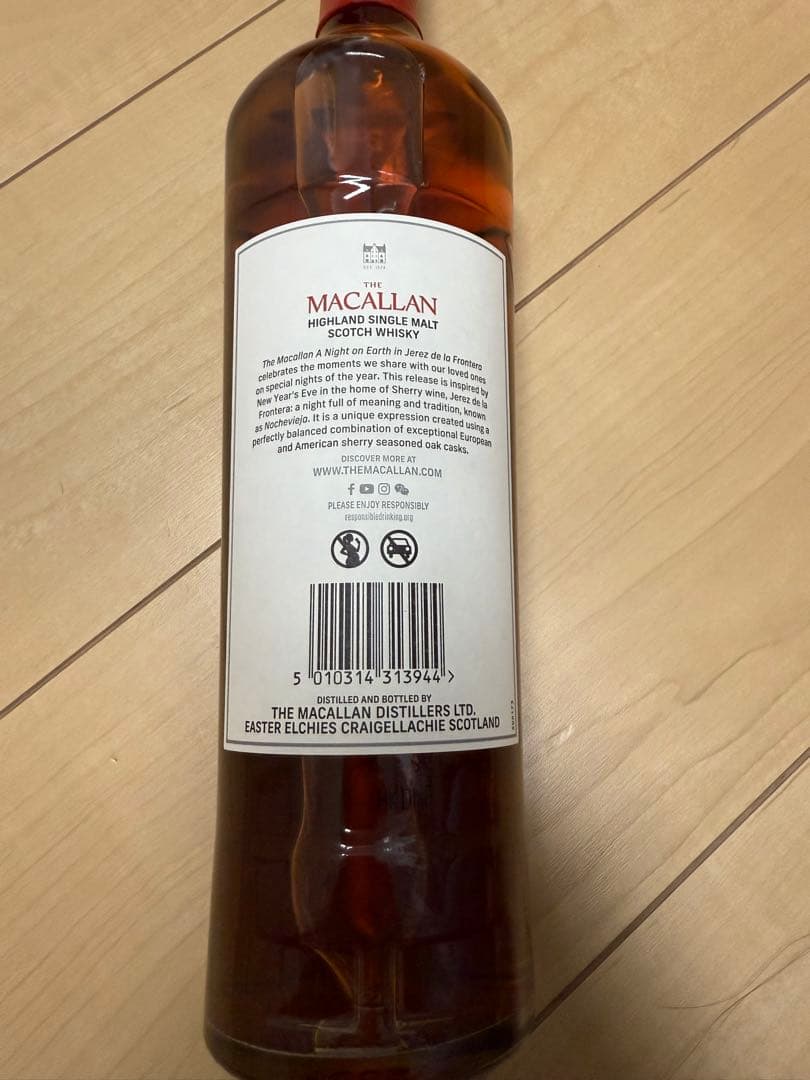 EST. 1824
THE
MACALLAN
HIGHLAND SINGLE MALT
SCOTCH WHISKY
The Macallan A Night on Earth in Jerez de la Frontera
celebrates the moments we share with our loved ones
on special nights of the year. This release is inspired by
New Year's Eve in the home of Sherry wine, Jerez de la
Frontera: a night full of meaning and tradition, known
as Nochevieja. It is a unique expression created using a
perfectly balanced combination of exceptional European
and American sherry seasoned oak casks.
DISCOVER MORE AT
WWW.THEMACALLAN.COM
PLEASE ENJOY RESPONSIBLY
responsibledrinking.org
5 010314 313944 >
DISTILLED AND BOTTLED BY
THE MACALLAN DISTILLERS LTD.
EASTER ELCHIES CRAIGELLACHIE SCOTLAND